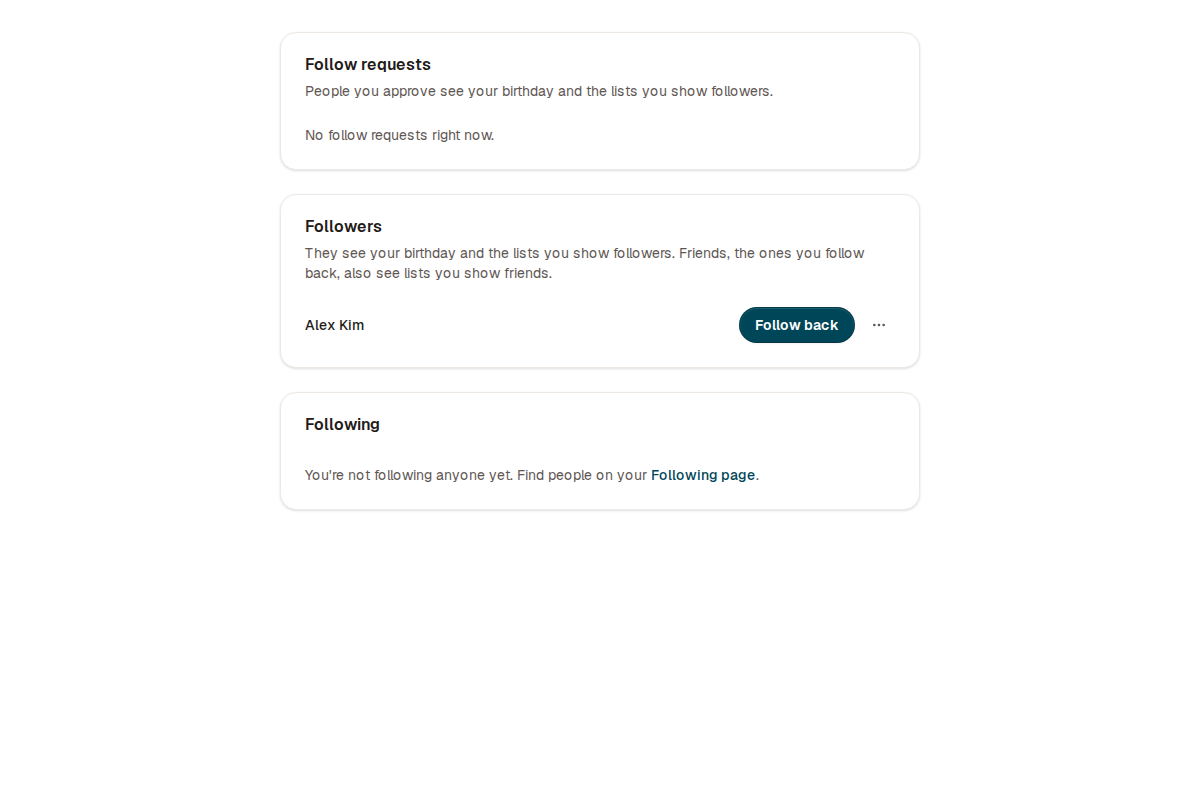 Follow requests
People you approve see your birthday and the lists you show followers.
No follow requests right now.
Followers
They see your birthday and the lists you show followers. Friends, the ones you follow
back, also see lists you show friends.
Alex Kim
Follow back
Following
You're not following anyone yet. Find people on your Following page.